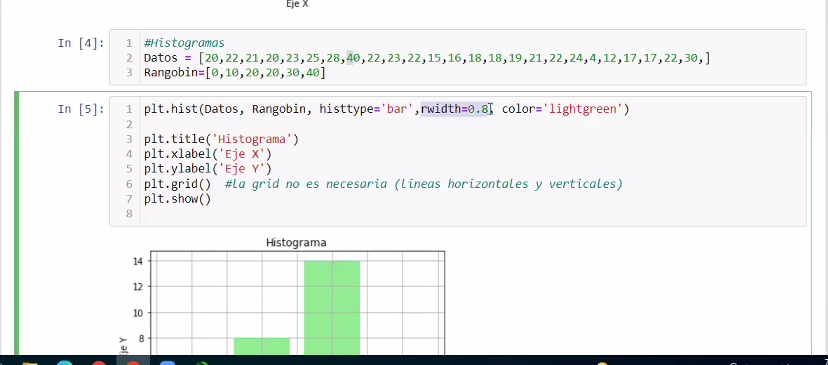 Eje X
In [4]:
1 #Histogramas
2 Datos = [20,22,21,20,23,25,28,40,22,23,22,15,16,18,18,19,21,22,24,4,12,17,17,22,30,]
3 Rangobin=[0,10,20,20,30,40]
In [5]:
1 plt.hist(Datos, Rangobin, histtype='bar',rwidth=0.8, color='lightgreen')
2
3 plt.title('Histograma')
4 plt.xlabel('Eje X')
5 plt.ylabel('Eje Y')
6 plt.grid() #la grid no es necesaria (lineas horizontales y verticales)
7 plt.show()
8
Histograma
14
12
10
8
Eje Y